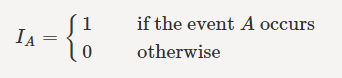 I_A = { 1 if the event A occurs
0 otherwise